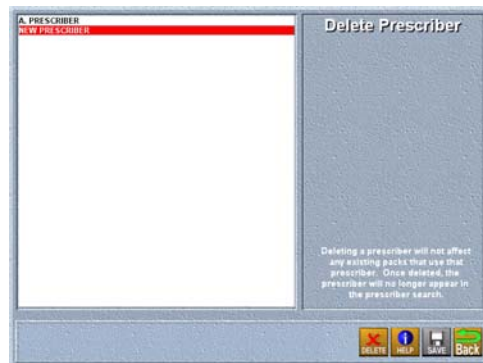 A. PRESCRIBER
NEW PRESCRIBER
Delete Prescriber
Deleting a prescriber will not affect
any existing packs that use that
prescriber. Once deleted, the
prescriber will no longer appear in
the prescriber search.
DELETE
HELP
SAVE
Back